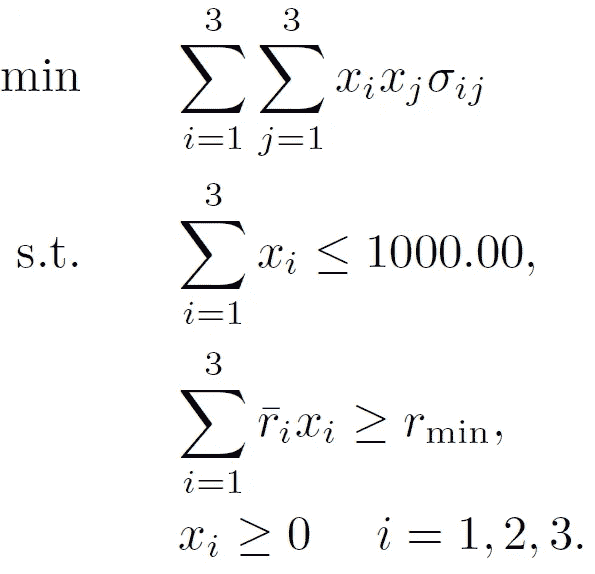 min \sum_{i=1}^{3} \sum_{j=1}^{3} x_i x_j \sigma_{ij}
s.t. \sum_{i=1}^{3} x_i \leq 1000.00,
\sum_{i=1}^{3} \bar{r}_i x_i \geq r_{\min},
x_i \geq 0 \quad i = 1, 2, 3.